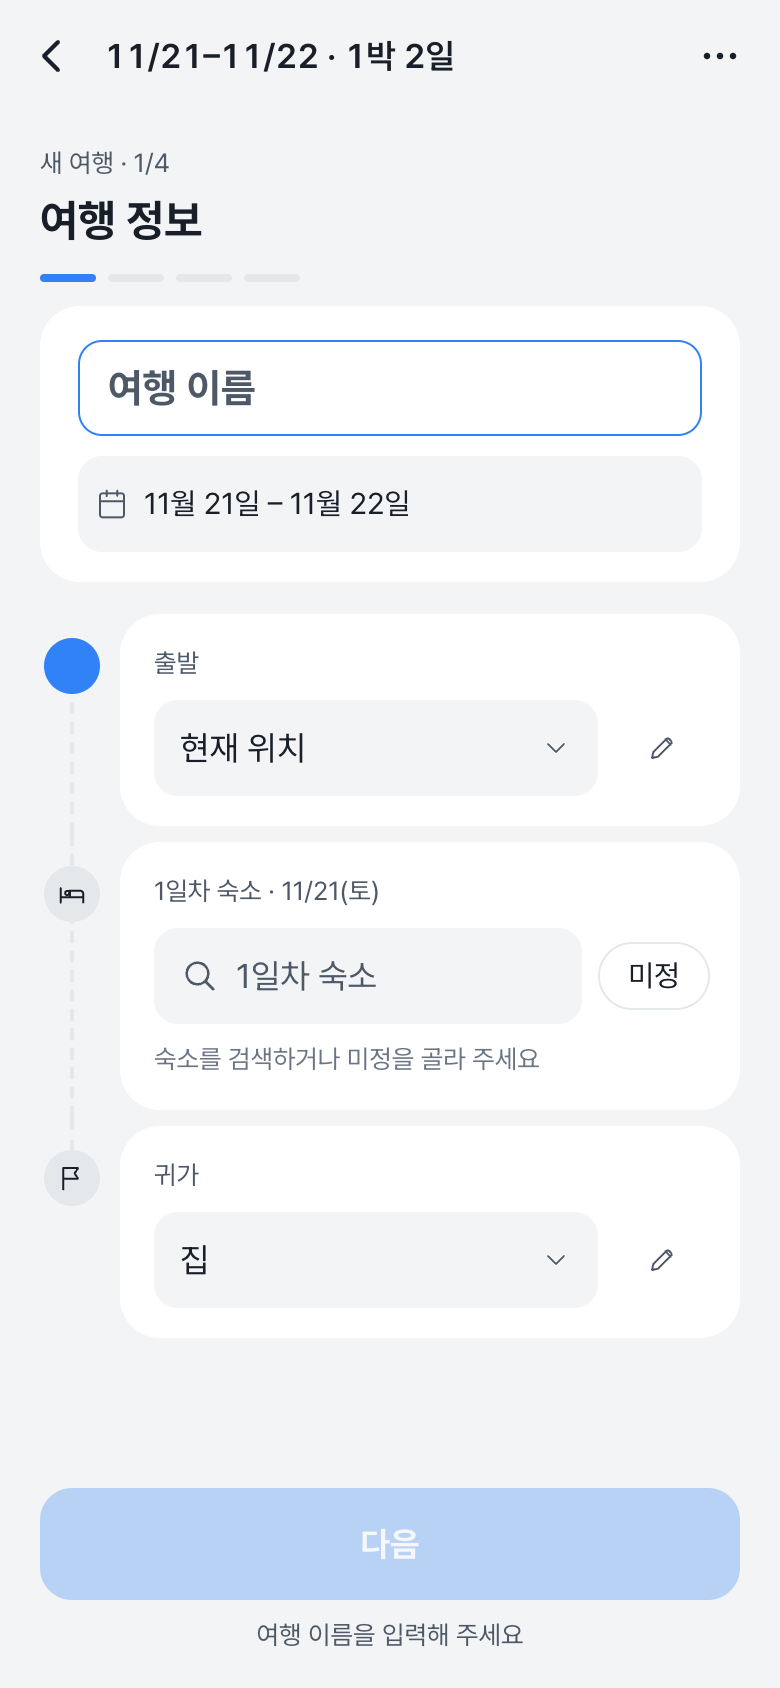 11/21–11/22 · 1박 2일
새 여행 · 1/4
여행 정보
여행 이름
11월 21일 – 11월 22일
출발
현재 위치
1일차 숙소 · 11/21(토)
1일차 숙소
미정
숙소를 검색하거나 미정을 골라 주세요
귀가
집
다음
여행 이름을 입력해 주세요